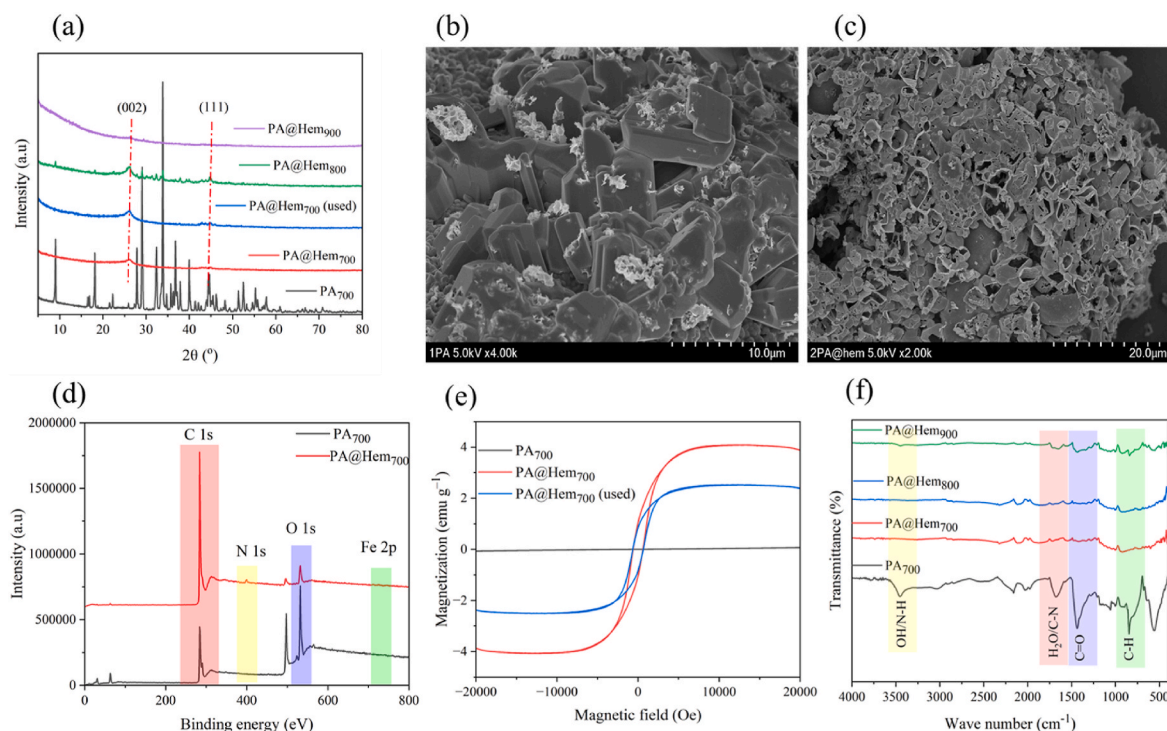 (a)
(002)
(111)
PA@Hem900
PA@Hem800
PA@Hem700 (used)
PA@Hem700
PA700
Intensity (a.u)
10 20 30 40 50 60 70 80
2θ (°)
(b)
1PA 5.0kV x4.00k 10.0μm
(c)
2PA@hem 5.0kV x2.00k 20.0μm
(d)
2000000
1500000
1000000
500000
0
Intensity (a.u)
C 1s
N 1s
O 1s
Fe 2p
PA700
PA@Hem700
0 200 400 600 800
Binding energy (eV)
(e)
4
2
0
−2
−4
Magnetization (emu g⁻¹)
PA700
PA@Hem700
PA@Hem700 (used)
−20000 −10000 0 10000 20000
Magnetic field (Oe)
(f)
PA@Hem900
PA@Hem800
PA@Hem700
PA700
Transmittance (%)
OH/N-H
H2O/C-N
C=O
C-H
4000 3500 3000 2500 2000 1500 1000 500
Wave number (cm⁻¹)